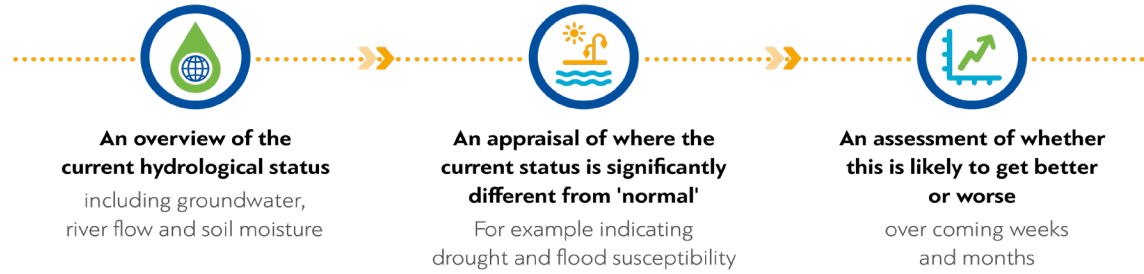 An overview of the
current hydrological status
including groundwater,
river flow and soil moisture
An appraisal of where the
current status is significantly
different from 'normal'
For example indicating
drought and flood susceptibility
An assessment of whether
this is likely to get better
or worse
over coming weeks
and months